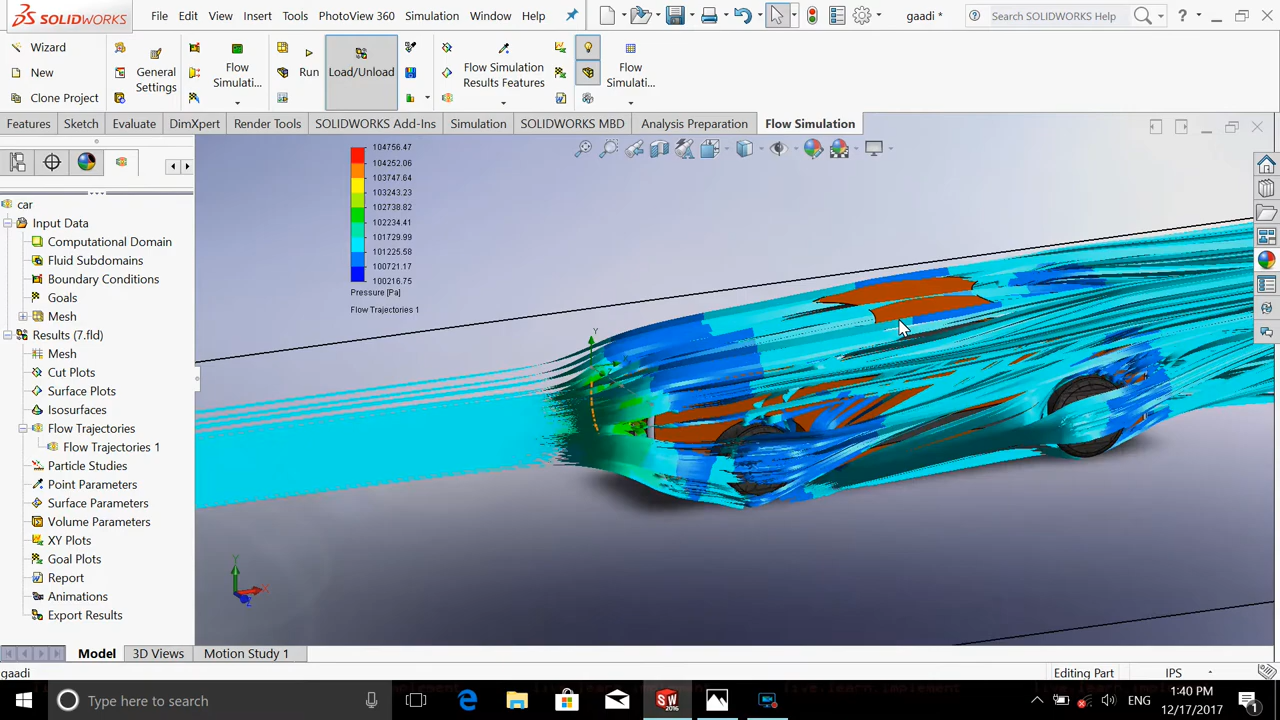 SOLIDWORKS
File Edit View Insert Tools PhotoView 360 Simulation Window Help
gaadi *
Search SOLIDWORKS Help
?
Wizard
New
Clone Project
General Settings
Flow Simulati...
Run
Load/Unload
Flow Simulation Results Features
Flow Simulati...
Features Sketch Evaluate DimXpert Render Tools SOLIDWORKS Add-Ins Simulation SOLIDWORKS MBD Analysis Preparation Flow Simulation
car
Input Data
Computational Domain
Fluid Subdomains
Boundary Conditions
Goals
Mesh
Results (7.fld)
Mesh
Cut Plots
Surface Plots
Isosurfaces
Flow Trajectories
Flow Trajectories 1
Particle Studies
Point Parameters
Surface Parameters
Volume Parameters
XY Plots
Goal Plots
Report
Animations
Export Results
104756.47
104252.06
103747.64
103243.23
102738.82
102234.41
101729.99
101225.58
100721.17
100216.75
Pressure [Pa]
Flow Trajectories 1
Y
Y
X
Z
Model 3D Views Motion Study 1
gaadi
Editing Part
IPS
Type here to search
SW
2016
ENG
1:40 PM
12/17/2017
1